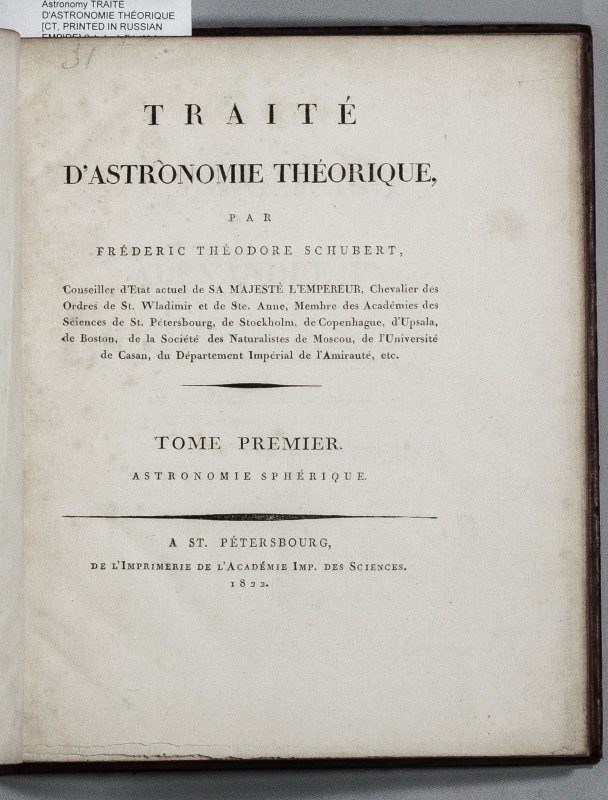 Astronomy TRAITÉ
D'ASTRONOMIE THÉORIQUE
[CT, PRINTED IN RUSSIAN
31
TRAITÉ
D'ASTRONOMIE THÉORIQUE,
PAR
FRÉDERIC THÉODORE SCHUBERT,
Conseiller d'Etat actuel de SA MAJESTÉ L'EMPEREUR, Chevalier des
Ordres de St. Wladimir et de Ste. Anne, Membre des Académies des
Sciences de St. Pétersbourg, de Stockholm, de Copenhague, d'Upsala,
de Boston, de la Société des Naturalistes de Moscou, de l'Université
de Casan, du Département Impérial de l'Amirauté, etc.
TOME PREMIER.
ASTRONOMIE SPHÉRIQUE.
A ST. PÉTERSBOURG,
DE L'IMPRIMERIE DE L'ACADÉMIE IMP. DES SCIENCES.
1822.